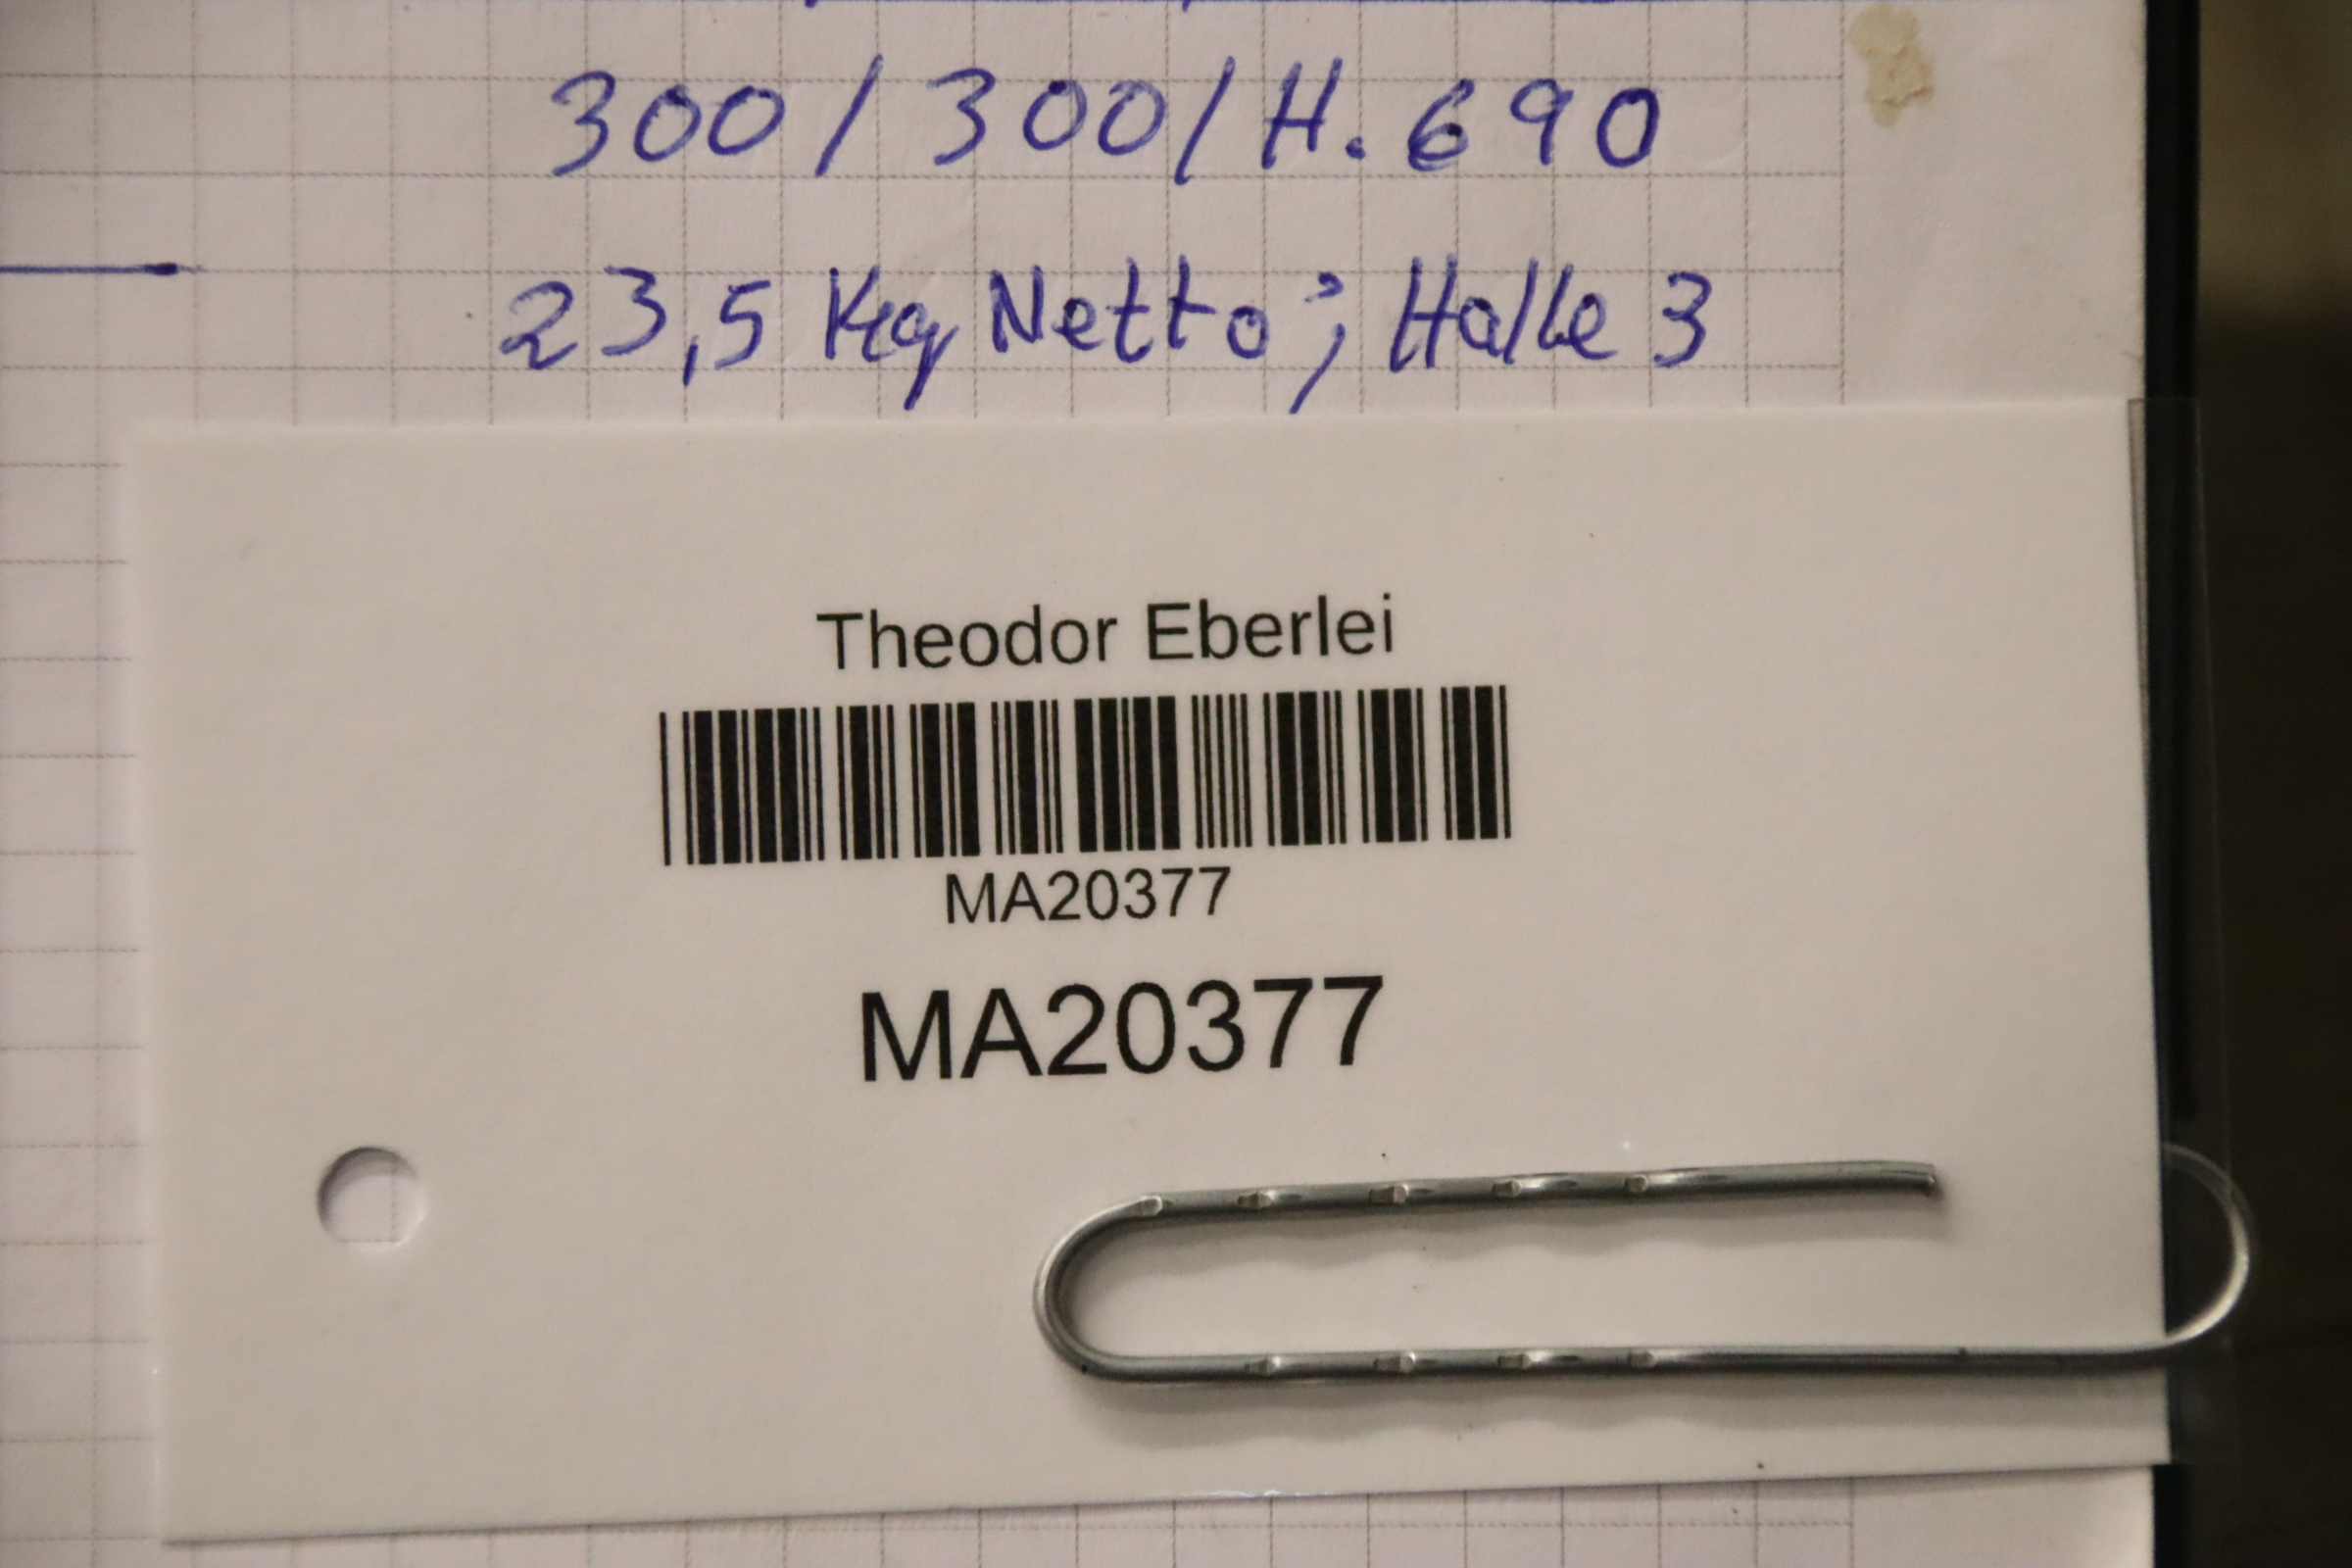 300 / 300 / H. 690
23,5 Kg Netto; Halle 3
Theodor Eberlei
MA20377
MA20377